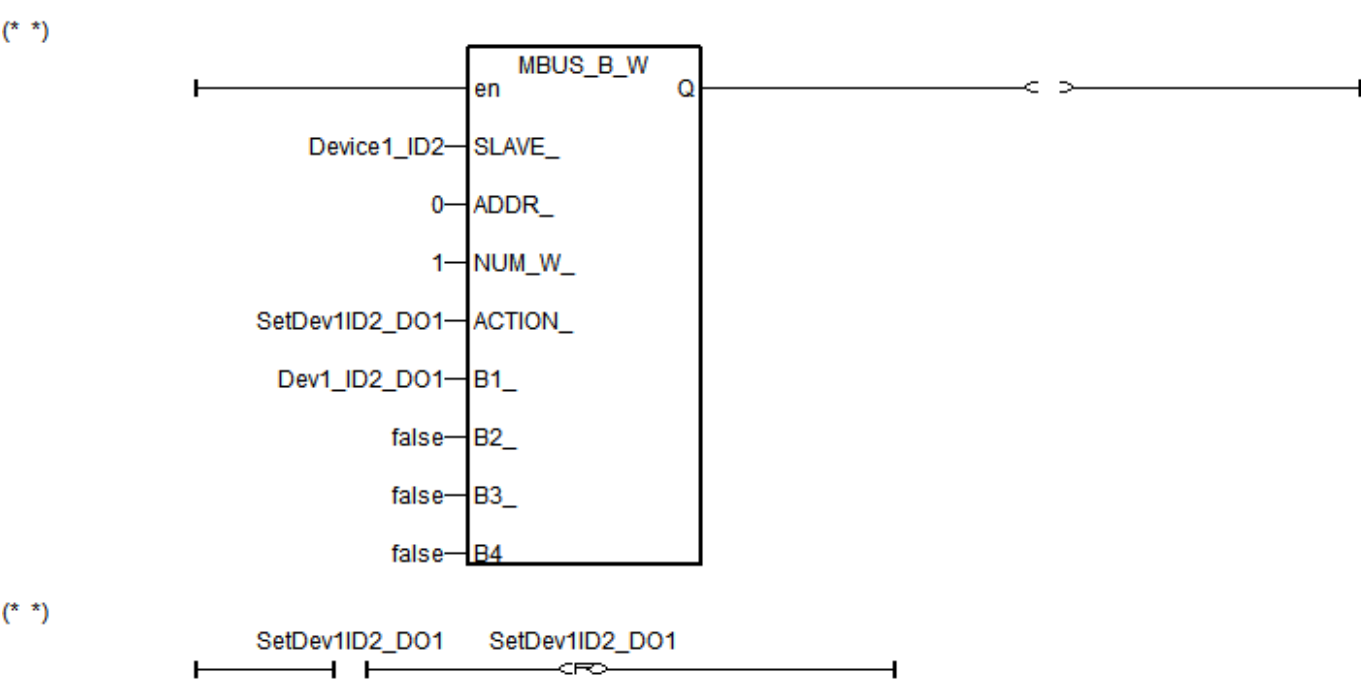 (* *)
MBUS_B_W
en Q
Device1_ID2 SLAVE_
0 ADDR_
1 NUM_W_
SetDev1ID2_DO1 ACTION_
Dev1_ID2_DO1 B1_
false B2_
false B3_
false B4
(* *)
SetDev1ID2_DO1 SetDev1ID2_DO1
R